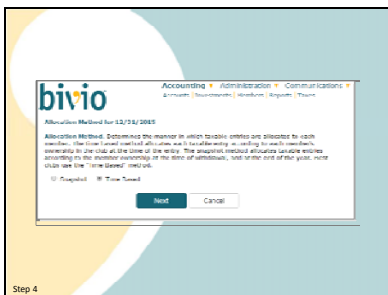 bivio
Accounting Administration Communications
Accounts | Investments | Members | Reports | Taxes
Allocation Method for 12/31/2015
Allocation Method. Determines the manner in which taxable entries are allocated to each
member. The time based method allocates each taxable entry according to each member's
ownership in the club at the time of the entry. The snapshot method allocates taxable entries
according to the member ownership at the time of withdrawal, and at the end of the year. Most
clubs use the "Time Based" method.
Snapshot Time Based
Next Cancel
Step 4